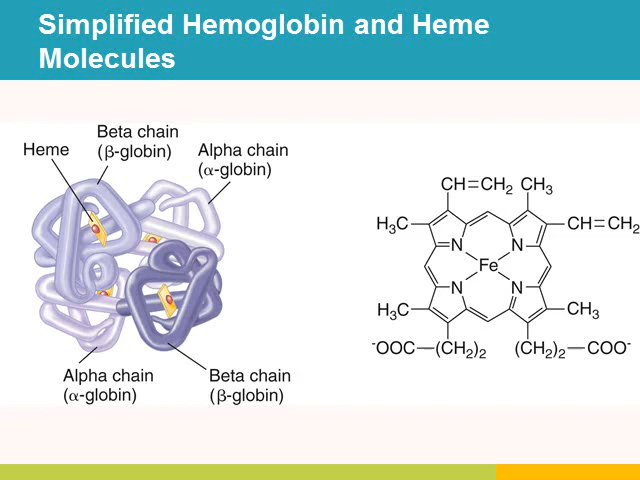 Simplified Hemoglobin and Heme
Molecules
Beta chain
(β-globin)
Heme
Alpha chain
(α-globin)
Alpha chain
(α-globin)
Beta chain
(β-globin)
CH=CH₂ CH₃
H₃C
CH=CH₂
N N
Fe
N N
H₃C
CH₃
⁻OOC—(CH₂)₂ (CH₂)₂—COO⁻